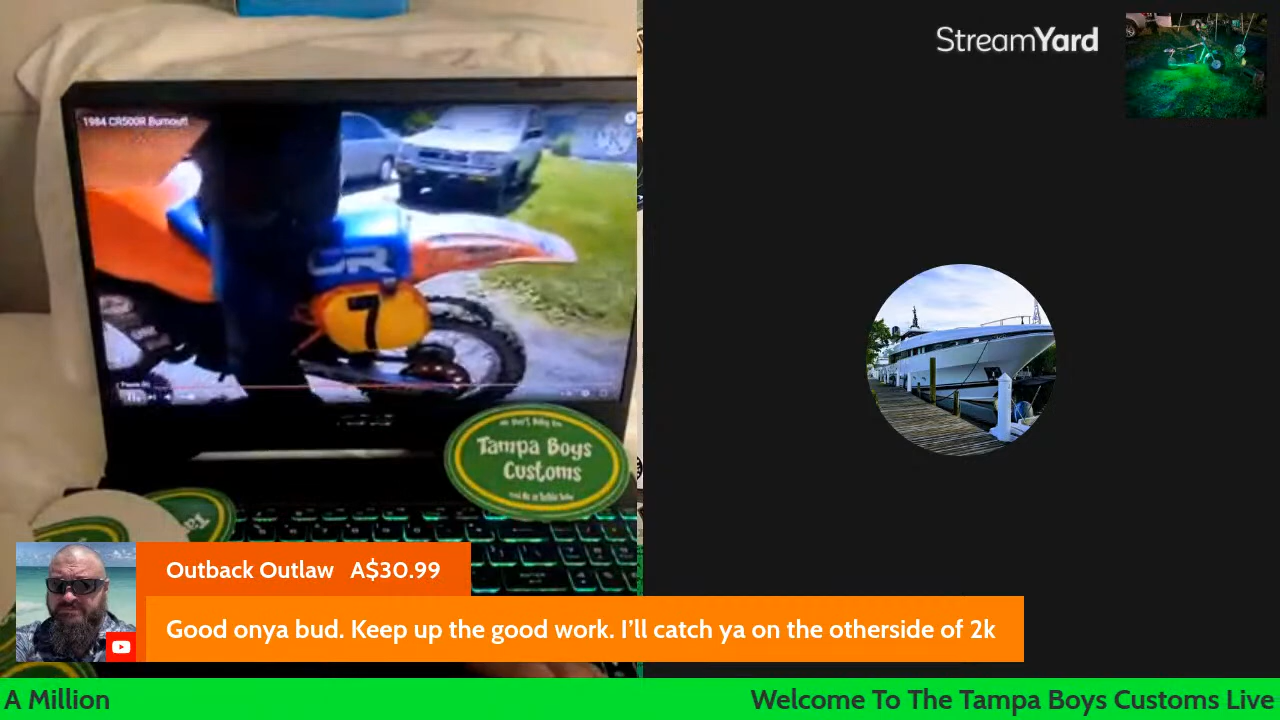 StreamYard
1984 CR500R Burnout!
CR
7
Tampa Boys
Customs
Outback Outlaw A$30.99
Good onya bud. Keep up the good work. I'll catch ya on the otherside of 2k
A Million
Welcome To The Tampa Boys Customs Live